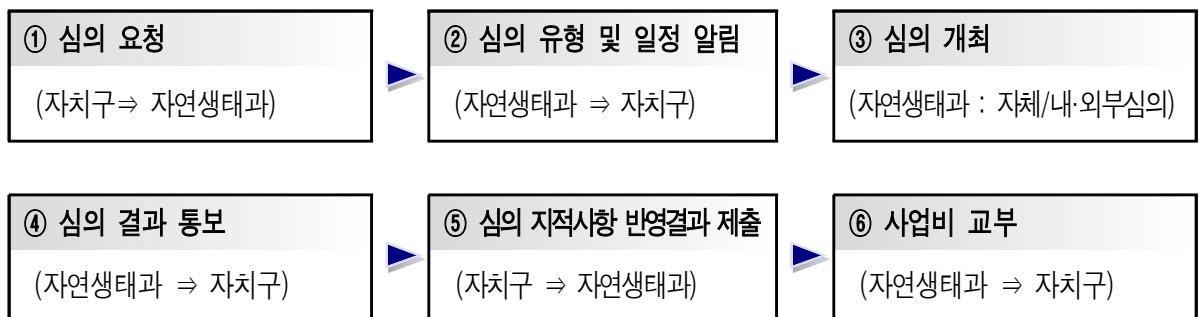 ① 심의 요청
(자치구⇒ 자연생태과)
② 심의 유형 및 일정 알림
(자연생태과 ⇒ 자치구)
③ 심의 개최
(자연생태과 : 자체/내·외부심의)
④ 심의 결과 통보
(자연생태과 ⇒ 자치구)
⑤ 심의 지적사항 반영결과 제출
(자치구 ⇒ 자연생태과)
⑥ 사업비 교부
(자연생태과 ⇒ 자치구)